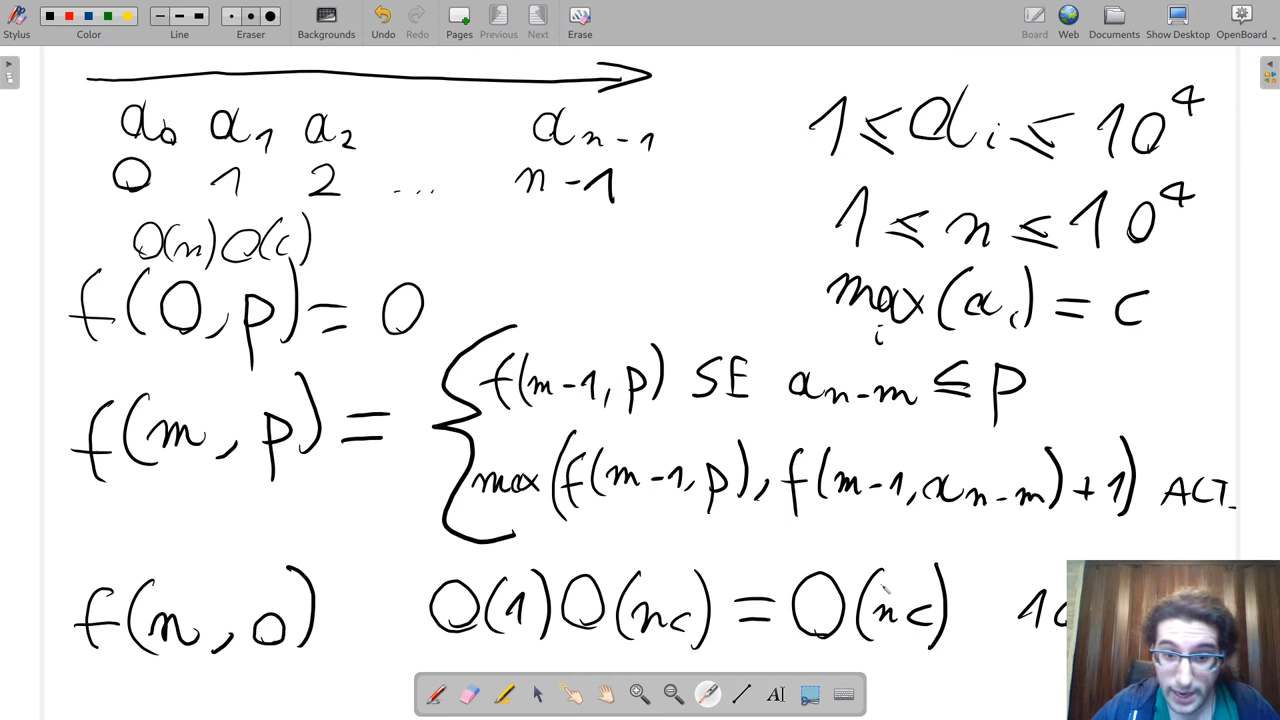 Stylus Color Line Eraser Backgrounds Undo Redo Pages Previous Next Erase Board Web Documents Show Desktop OpenBoard
a₀ a₁ a₂ aₙ₋₁
0 1 2 ... n-1
O(n)O(c)
f(0,p)=0
f(m,p)=
f(m-1,p) SE aₙ₋ₘ ≤ p
max(f(m-1,p), f(m-1,aₙ₋ₘ)+1) ALT.
f(n,0)
O(1)O(nc)=O(nc)
1≤aᵢ≤10⁴
1≤n≤10⁴
maxᵢ(aᵢ)=c